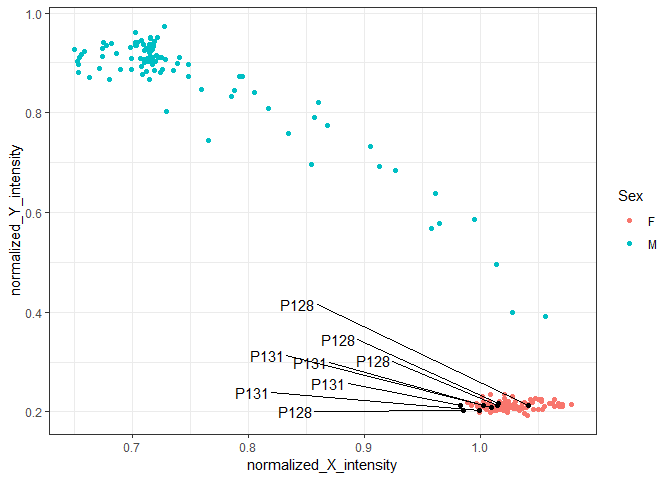 1.0
0.8
0.6
0.4
0.2
normalized_Y_intensity
P128
P128
P131
P131
P128
P131
P131
P128
0.7
0.8
0.9
1.0
normalized_X_intensity
Sex
F
M